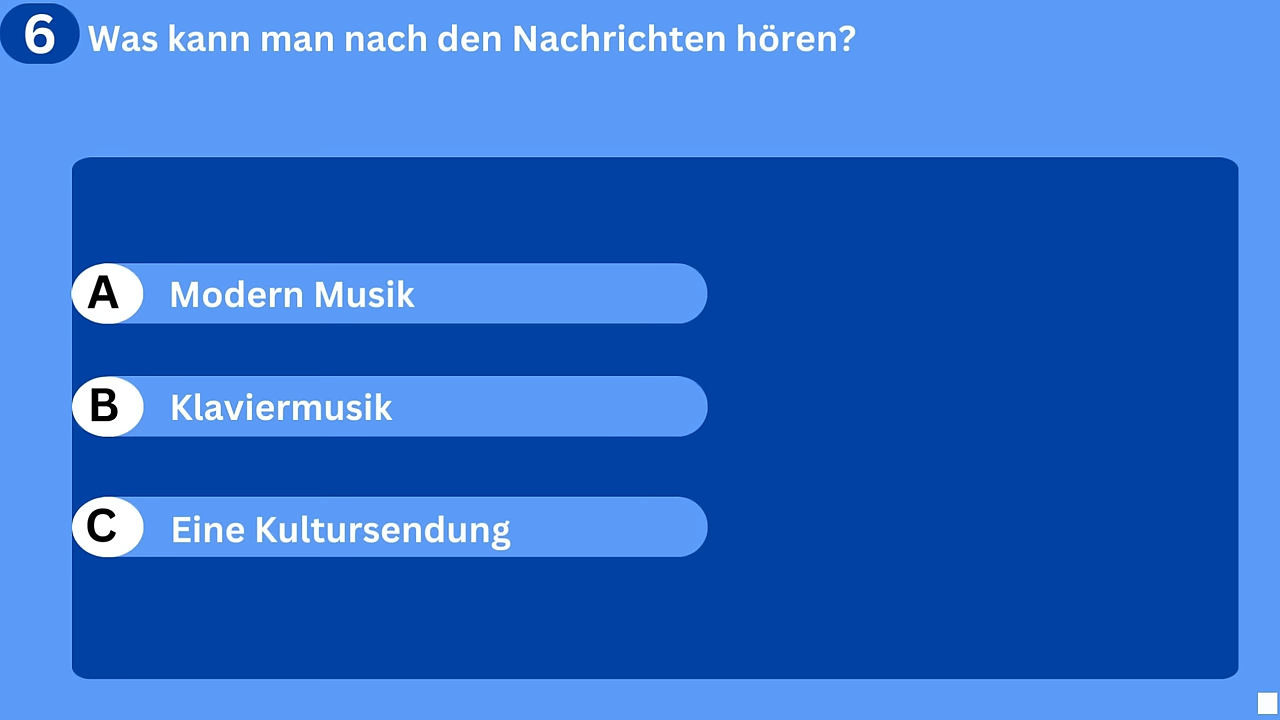 6 Was kann man nach den Nachrichten hören?
A Modern Musik
B Klaviermusik
C Eine Kultursendung